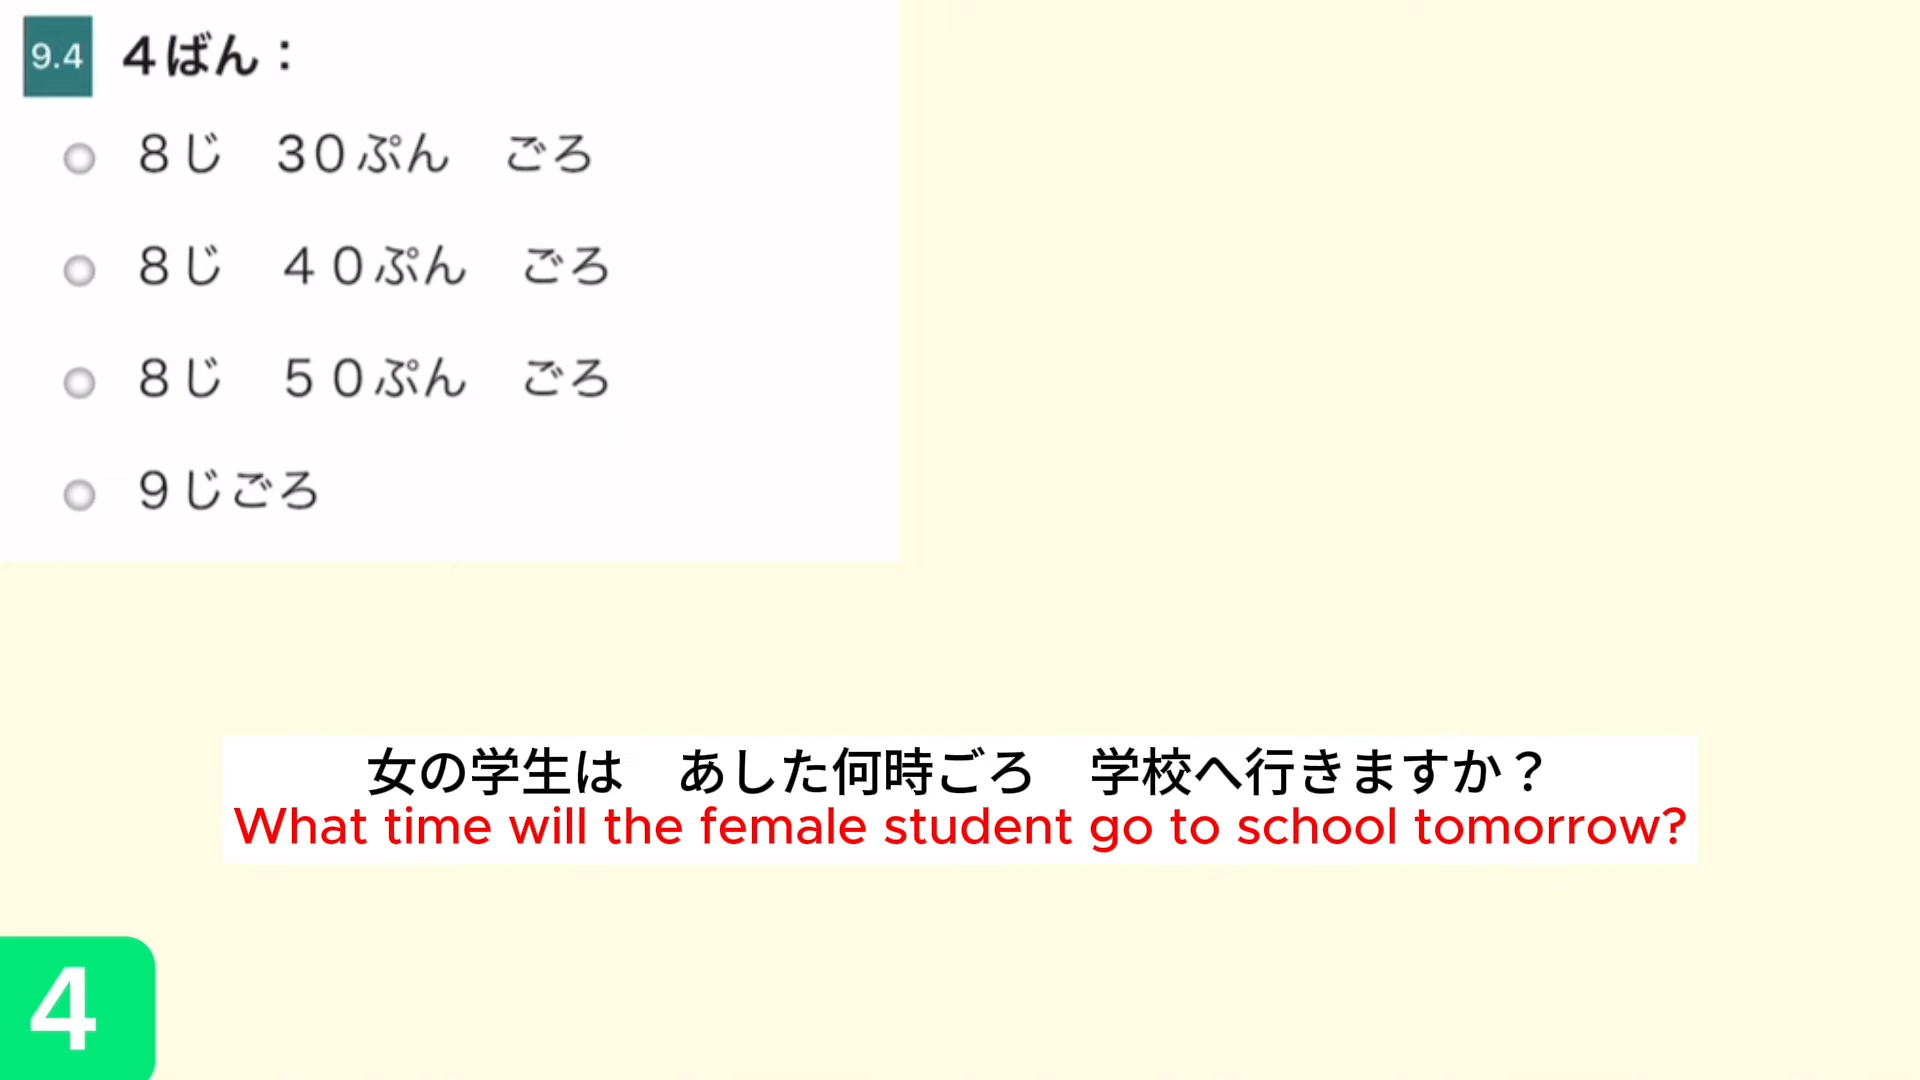 9.4 ４ばん：
８じ　30ぷん　ごろ
８じ　４０ぷん　ごろ
８じ　５０ぷん　ごろ
９じごろ
女の学生は　あした何時ごろ　学校へ行きますか？
What time will the female student go to school tomorrow?
4